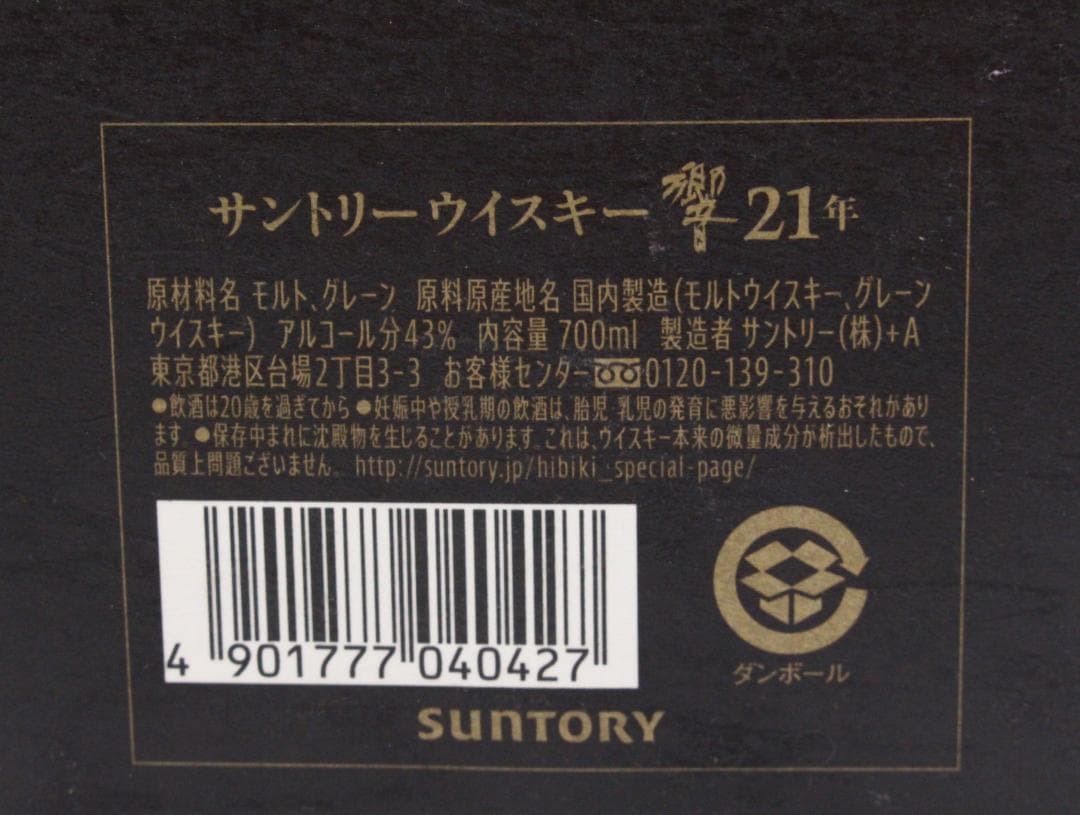 サントリーウイスキー 響 21年
原材料名 モルト、グレーン 原料原産地名 国内製造(モルトウイスキー、グレーン
ウイスキー) アルコール分43% 内容量 700ml 製造者 サントリー(株)+A
東京都港区台場2丁目3-3 お客様センター 0120-139-310
●飲酒は20歳を過ぎてから ●妊娠中や授乳期の飲酒は、胎児・乳児の発育に悪影響を与えるおそれがあり
ます。●保存中まれに沈殿物を生じることがあります。これは、ウイスキー本来の微量成分が析出したもので、
品質上問題ございません。 http://suntory.jp/hibiki_special-page/
4 901777 040427
ダンボール
SUNTORY